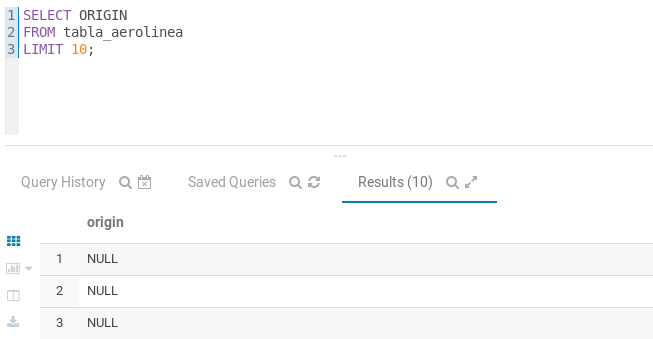 1 SELECT ORIGIN
2 FROM tabla_aerolinea
3 LIMIT 10;
Query History Saved Queries Results (10)
origin
1 NULL
2 NULL
3 NULL